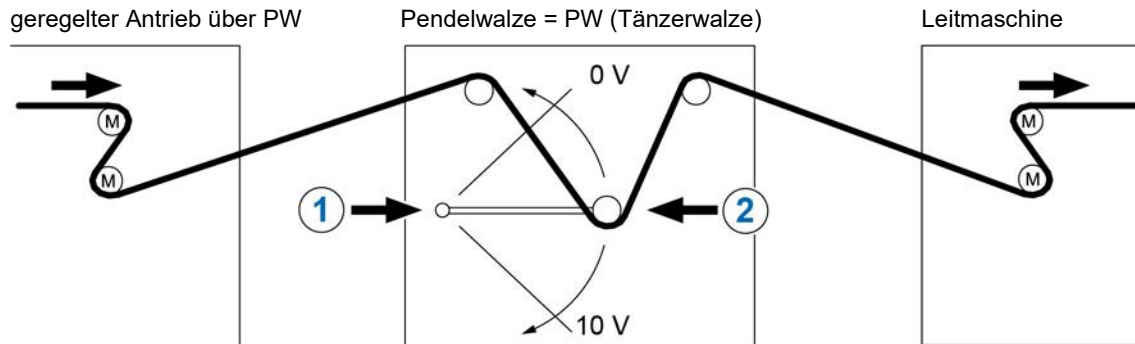 geregelter Antrieb über PW
Pendelwalze = PW (Tänzerwalze)
Leitmaschine
0 V
M
M
M
M
1
2
10 V